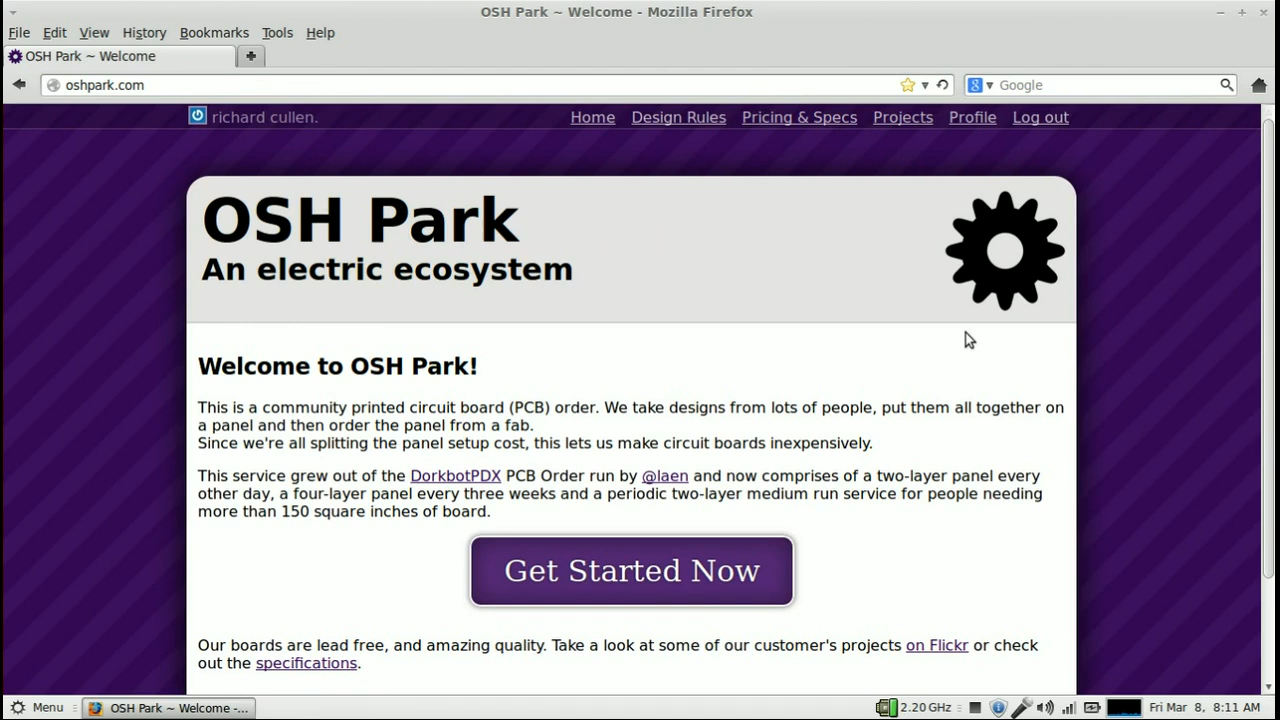 OSH Park ~ Welcome - Mozilla Firefox
File Edit View History Bookmarks Tools Help
OSH Park ~ Welcome
oshpark.com
Google
richard cullen.
Home Design Rules Pricing & Specs Projects Profile Log out
OSH Park
An electric ecosystem
Welcome to OSH Park!
This is a community printed circuit board (PCB) order. We take designs from lots of people, put them all together on
a panel and then order the panel from a fab.
Since we're all splitting the panel setup cost, this lets us make circuit boards inexpensively.
This service grew out of the DorkbotPDX PCB Order run by @laen and now comprises of a two-layer panel every
other day, a four-layer panel every three weeks and a periodic two-layer medium run service for people needing
more than 150 square inches of board.
Get Started Now
Our boards are lead free, and amazing quality. Take a look at some of our customer's projects on Flickr or check
out the specifications.
Menu OSH Park ~ Welcome -... 2.20 GHz Fri Mar 8, 8:11 AM